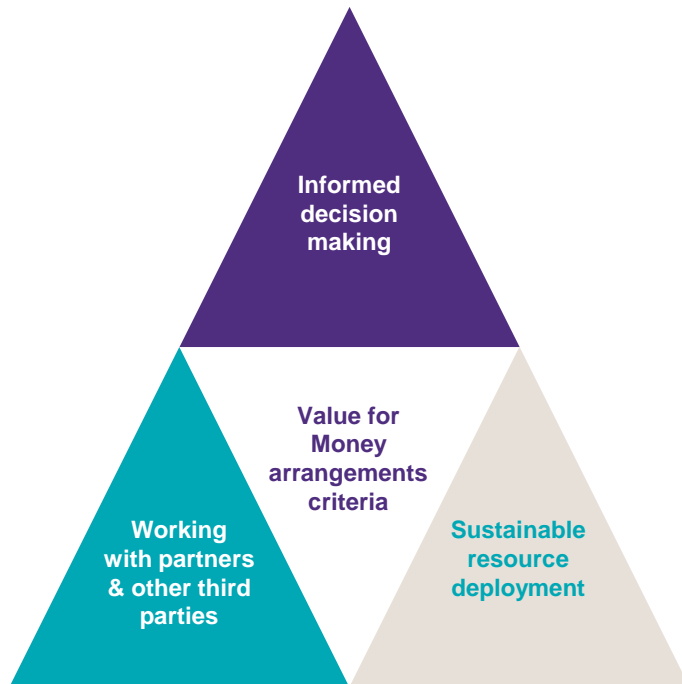 Informed
decision
making
Value for
Money
arrangements
criteria
Working
with partners
& other third
parties
Sustainable
resource
deployment